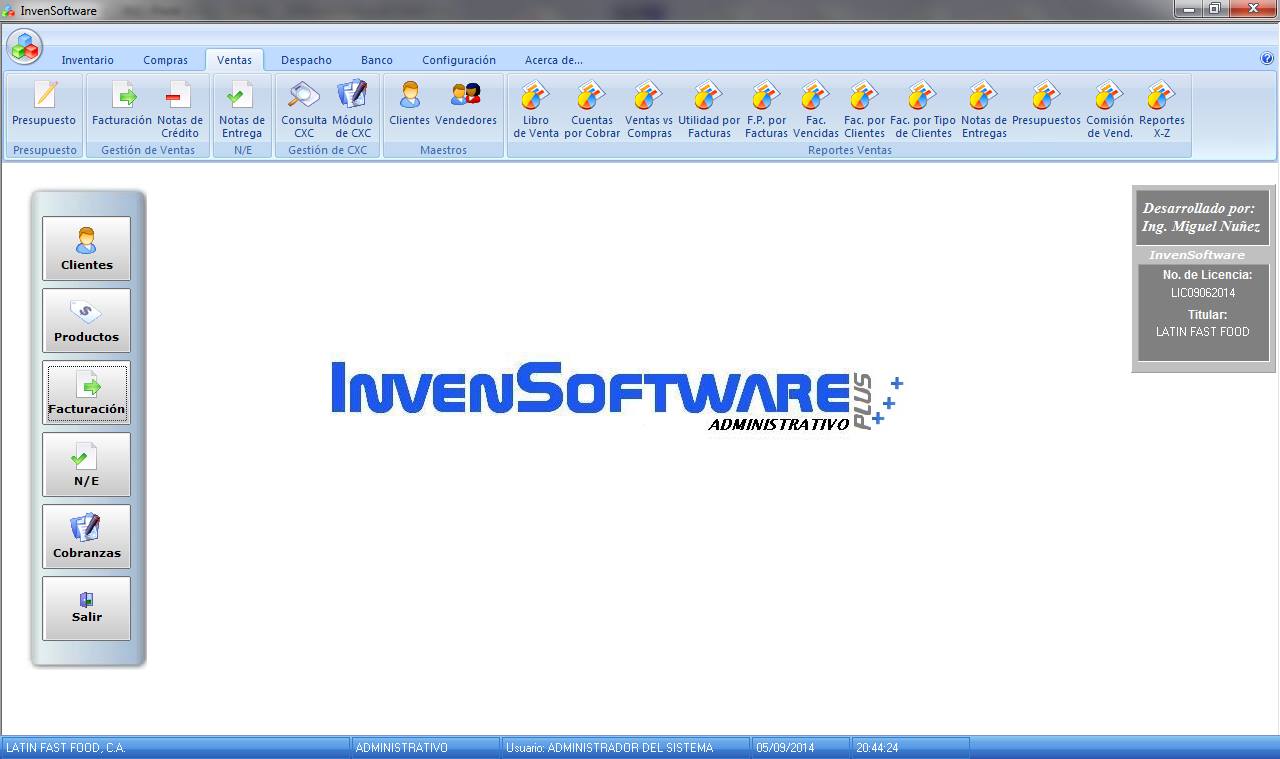 InvenSoftware
Inventario Compras Ventas Despacho Banco Configuración Acerca de...
Presupuesto
Presupuesto
Facturación
Notas de
Crédito
Gestión de Ventas
Notas de
Entrega
N/E
Consulta
CXC
Módulo
de CXC
Gestión de CXC
Clientes
Vendedores
Maestros
Libro
de Venta
Cuentas
por Cobrar
Ventas vs
Compras
Utilidad por
Facturas
F.P. por
Facturas
Fac.
Vencidas
Fac. por
Clientes
Fac. por Tipo
de Clientes
Notas de
Entregas
Presupuestos
Comisión
de Vend.
Reportes
X-Z
Reportes Ventas
Clientes
Productos
Facturación
N/E
Cobranzas
Salir
INVENSOFTWARE PLUS
ADMINISTRATIVO
Desarrollado por:
Ing. Miguel Nuñez
InvenSoftware
No. de Licencia:
LIC09062014
Titular:
LATIN FAST FOOD
LATIN FAST FOOD, C.A. ADMINISTRATIVO Usuario: ADMINISTRADOR DEL SISTEMA 05/09/2014 20:44:24